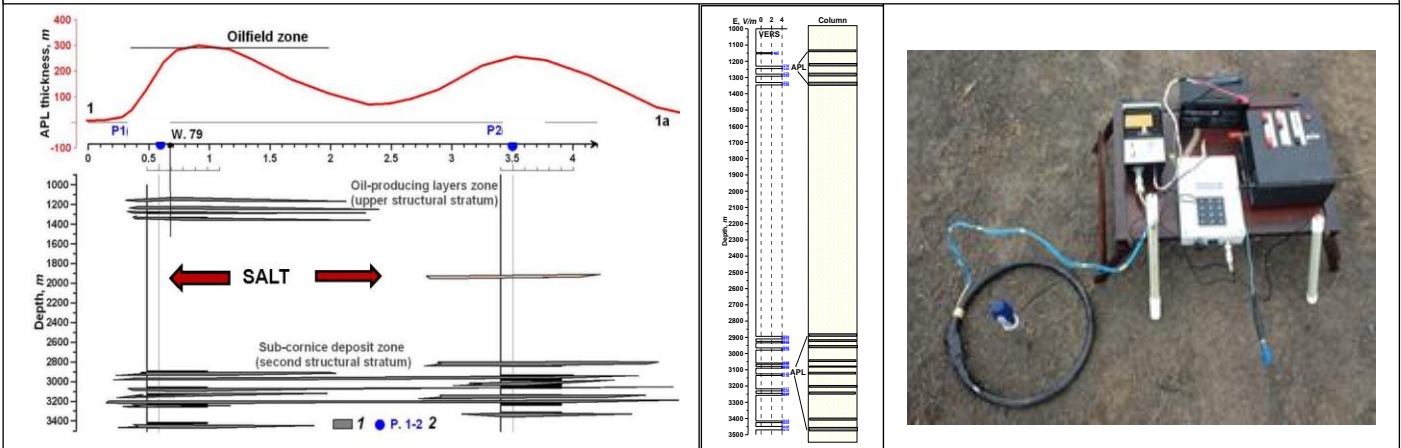 400
300
200
100
0
-100
APL thickness, m
Oilfield zone
1
1a
P1(
W. 79
P2(
0 0.5 1 1.5 2 2.5 3 3.5 4
1000
1200
1400
1600
1800
2000
2200
2400
2600
2800
3000
3200
3400
Depth, m
Oil-producing layers zone
(upper structural stratum)
SALT
Sub-cornice deposit zone
(second structural stratum)
1 P. 1-2 2
E, V/m 0 2 4
Column
VERS
APL
APL
Depth, m
1000
1100
1200
1300
1400
1500
1600
1700
1800
1900
2000
2100
2200
2300
2400
2500
2600
2700
2800
2900
3000
3100
3200
3300
3400
3500